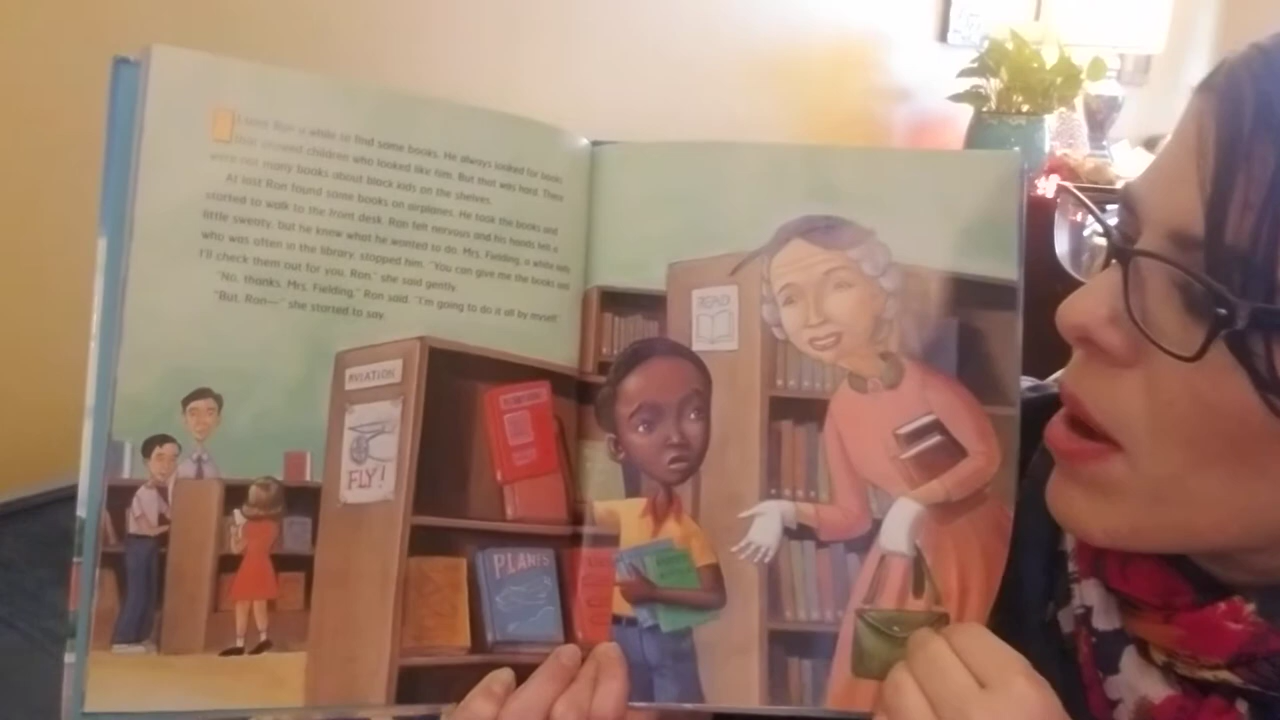 It took Ron a while to find some books. He always looked for books
that showed children who looked like him. But that was hard. There
were not many books about black kids on the shelves.
At last Ron found some books on airplanes. He took the books and
started to walk to the front desk. Ron felt nervous and his hands felt a
little sweaty, but he knew what he wanted to do. Mrs. Fielding, a white lady
who was often in the library, stopped him. "You can give me the books and
I'll check them out for you, Ron," she said gently.
"No, thanks, Mrs. Fielding," Ron said. "I'm going to do it all by myself."
"But, Ron—" she started to say.
AVIATION
FLY!
PLANES
READ